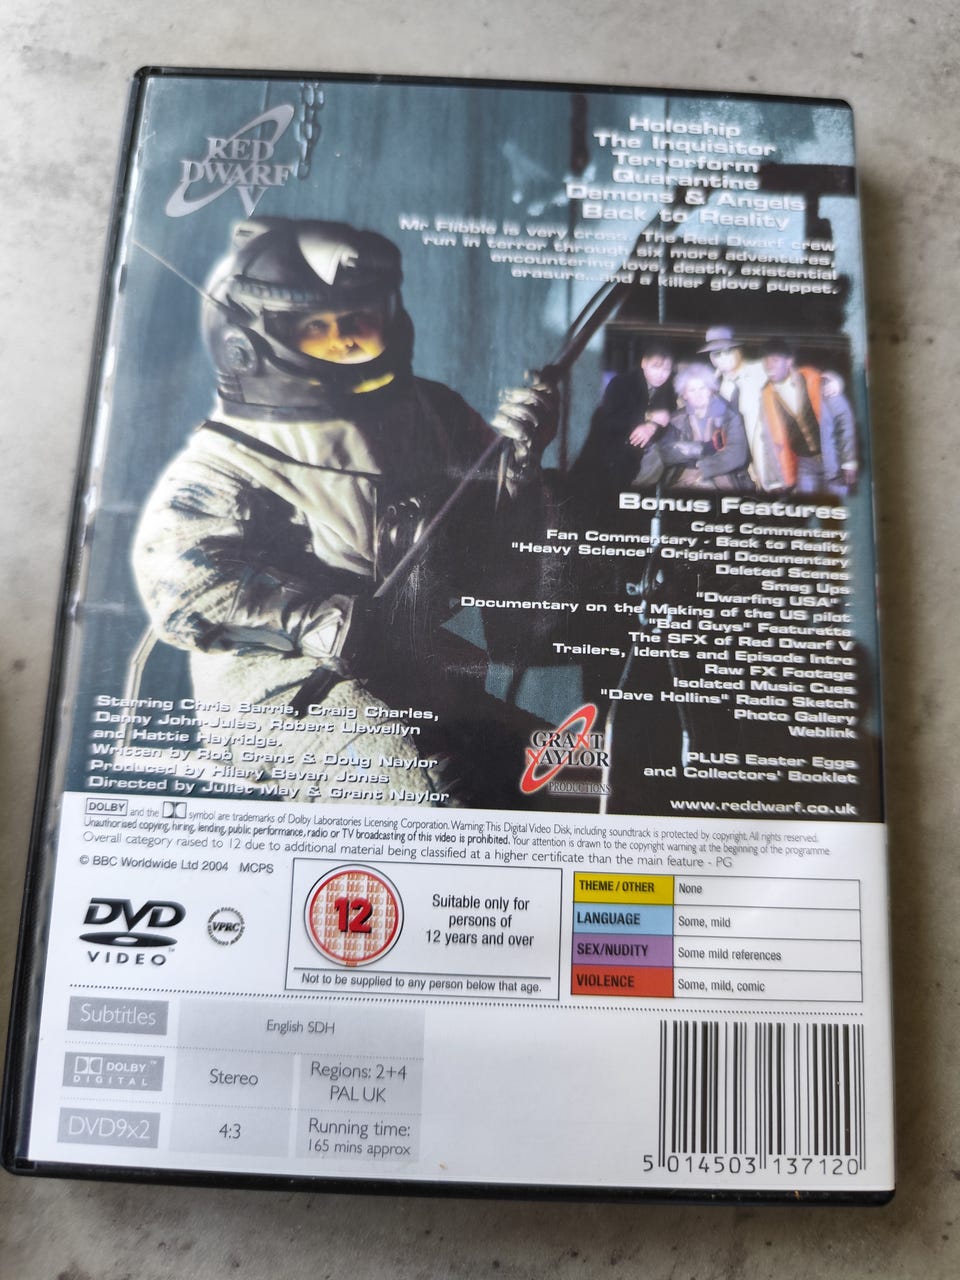 RED
DWARF
V
Holoship
The Inquisitor
Terrorform
Quarantine
Demons & Angels
Back to Reality
Mr Flibble is very cross. The Red Dwarf crew
run in terror through six more adventures,
encountering love, death, existential
erasure...and a killer glove puppet.
Bonus Features
Cast Commentary
Fan Commentary - Back to Reality
"Heavy Science" Original Documentary
Deleted Scenes
Smeg Ups
"Dwarfing USA" -
Documentary on the Making of the US pilot
"Bad Guys" Featurette
The SFX of Red Dwarf V
Trailers, Idents and Episode Intro
Raw FX Footage
Isolated Music Cues
"Dave Hollins" Radio Sketch
Photo Gallery
Weblink
PLUS Easter Eggs
and Collectors' Booklet
www.reddwarf.co.uk
Starring Chris Barrie, Craig Charles,
Danny John-Jules, Robert Llewellyn
and Hattie Hayridge.
Written by Rob Grant & Doug Naylor
Produced by Hilary Bevan Jones
Directed by Juliet May & Grant Naylor
GRANT
NAYLOR
PRODUCTIONS
DOLBY and the symbol are trademarks of Dolby Laboratories Licensing Corporation. Warning: This Digital Video Disk, including soundtrack is protected by copyright. All rights reserved.
Unauthorised copying, hiring, lending, public performance, radio or TV broadcasting of this video is prohibited. Your attention is drawn to the copyright warning at the beginning of the programme
Overall category raised to 12 due to additional material being classified at a higher certificate than the main feature - PG
© BBC Worldwide Ltd 2004 MCPS
DVD
VIDEO™
VPRC
12
Suitable only for
persons of
12 years and over
Not to be supplied to any person below that age.
THEME / OTHER None
LANGUAGE Some, mild
SEX/NUDITY Some mild references
VIOLENCE Some, mild, comic
Subtitles English SDH
DOLBY™
DIGITAL
Stereo
Regions: 2+4
PAL UK
DVD9x2 4:3
Running time:
165 mins approx
5 014503 137120